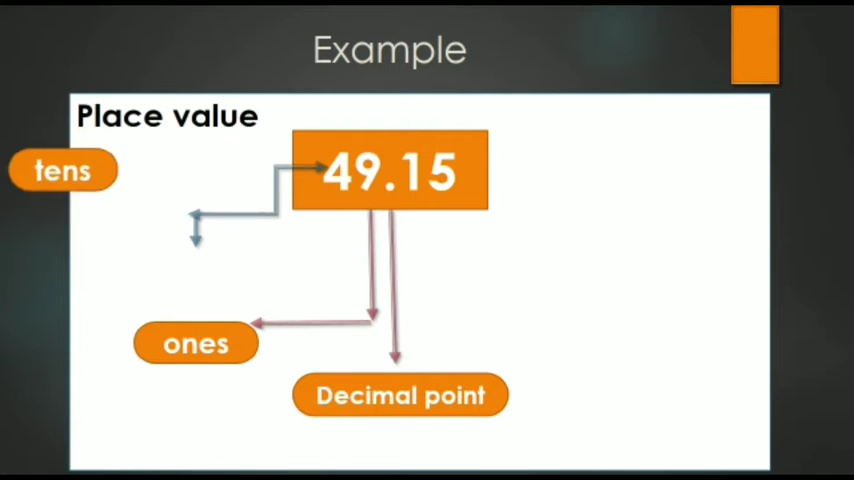 Example
Place value
tens
49.15
ones
Decimal point